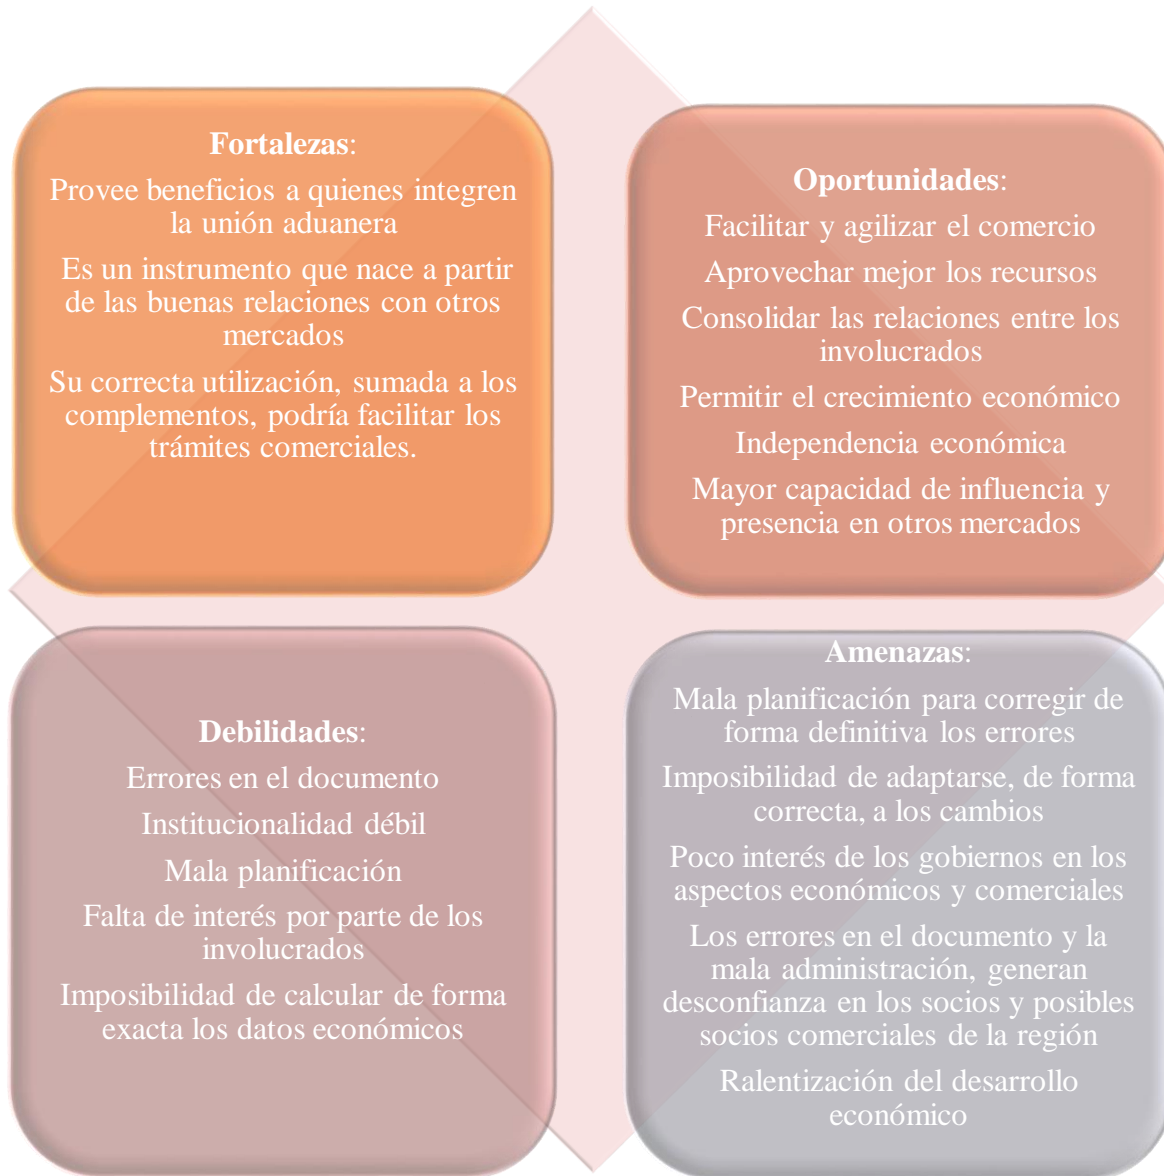 Fortalezas:
Provee beneficios a quienes integren
la unión aduanera
Es un instrumento que nace a partir
de las buenas relaciones con otros
mercados
Su correcta utilización, sumada a los
complementos, podría facilitar los
trámites comerciales.
Oportunidades:
Facilitar y agilizar el comercio
Aprovechar mejor los recursos
Consolidar las relaciones entre los
involucrados
Permitir el crecimiento económico
Independencia económica
Mayor capacidad de influencia y
presencia en otros mercados
Debilidades:
Errores en el documento
Institucionalidad débil
Mala planificación
Falta de interés por parte de los
involucrados
Imposibilidad de calcular de forma
exacta los datos económicos
Amenazas:
Mala planificación para corregir de
forma definitiva los errores
Imposibilidad de adaptarse, de forma
correcta, a los cambios
Poco interés de los gobiernos en los
aspectos económicos y comerciales
Los errores en el documento y la
mala administración, generan
desconfianza en los socios y posibles
socios comerciales de la región
Ralentización del desarrollo
económico